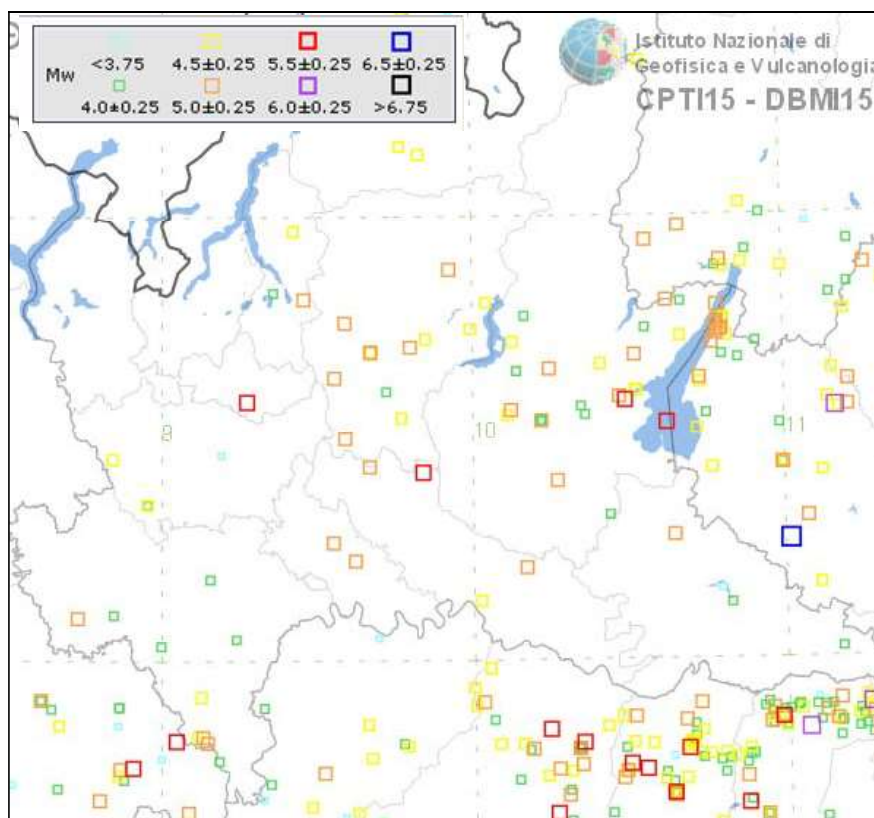 Mw
<3.75 4.5±0.25 5.5±0.25 6.5±0.25
4.0±0.25 5.0±0.25 6.0±0.25 >6.75
Istituto Nazionale di
Geofisica e Vulcanologia
CPTI15 - DBMI15
9
10
11